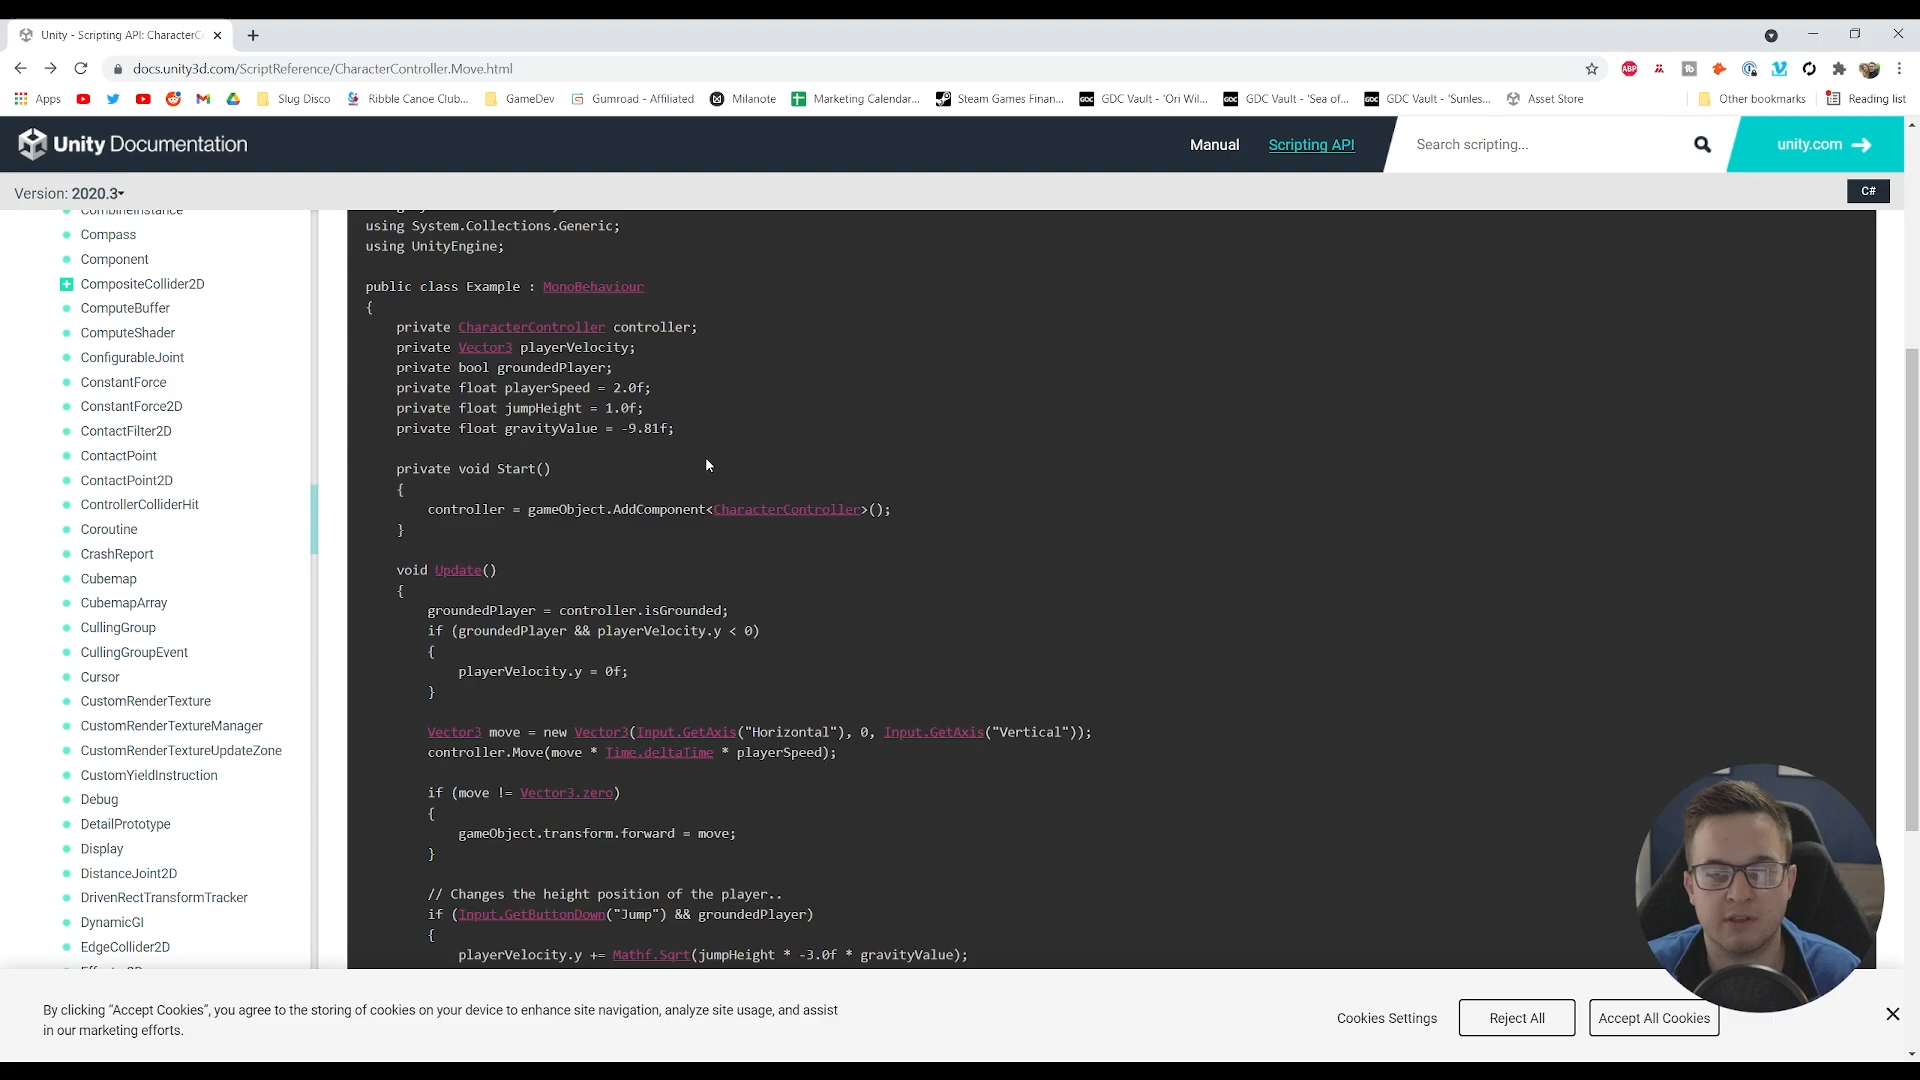 Unity - Scripting API: CharacterC
docs.unity3d.com/ScriptReference/CharacterController.Move.html
ABP
Apps
Slug Disco
Ribble Canoe Club...
GameDev
Gumroad - Affiliated
Milanote
Marketing Calendar...
Steam Games Finan...
GDC Vault - 'Ori Wil...
GDC Vault - 'Sea of...
GDC Vault - 'Sunles...
Asset Store
Other bookmarks
Reading list
Unity Documentation
Manual
Scripting API
Search scripting...
unity.com
Version: 2020.3
C#
CombineInstance
Compass
Component
CompositeCollider2D
ComputeBuffer
ComputeShader
ConfigurableJoint
ConstantForce
ConstantForce2D
ContactFilter2D
ContactPoint
ContactPoint2D
ControllerColliderHit
Coroutine
CrashReport
Cubemap
CubemapArray
CullingGroup
CullingGroupEvent
Cursor
CustomRenderTexture
CustomRenderTextureManager
CustomRenderTextureUpdateZone
CustomYieldInstruction
Debug
DetailPrototype
Display
DistanceJoint2D
DrivenRectTransformTracker
DynamicGI
EdgeCollider2D
using System.Collections.Generic;
using UnityEngine;
public class Example : MonoBehaviour
{
private CharacterController controller;
private Vector3 playerVelocity;
private bool groundedPlayer;
private float playerSpeed = 2.0f;
private float jumpHeight = 1.0f;
private float gravityValue = -9.81f;
private void Start()
{
controller = gameObject.AddComponent<CharacterController>();
}
void Update()
{
groundedPlayer = controller.isGrounded;
if (groundedPlayer && playerVelocity.y < 0)
{
playerVelocity.y = 0f;
}
Vector3 move = new Vector3(Input.GetAxis("Horizontal"), 0, Input.GetAxis("Vertical"));
controller.Move(move * Time.deltaTime * playerSpeed);
if (move != Vector3.zero)
{
gameObject.transform.forward = move;
}
// Changes the height position of the player..
if (Input.GetButtonDown("Jump") && groundedPlayer)
{
playerVelocity.y += Mathf.Sqrt(jumpHeight * -3.0f * gravityValue);
By clicking “Accept Cookies”, you agree to the storing of cookies on your device to enhance site navigation, analyze site usage, and assist
in our marketing efforts.
Cookies Settings
Reject All
Accept All Cookies